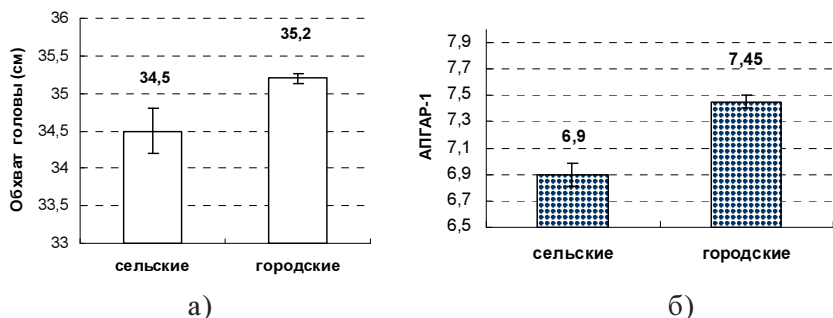 Обхват головы (см)
36
35,5
35
34,5
34
33,5
33
34,5
35,2
сельские
городские
а)
АПГАР-1
7,9
7,7
7,5
7,3
7,1
6,9
6,7
6,5
6,9
7,45
сельские
городские
б)